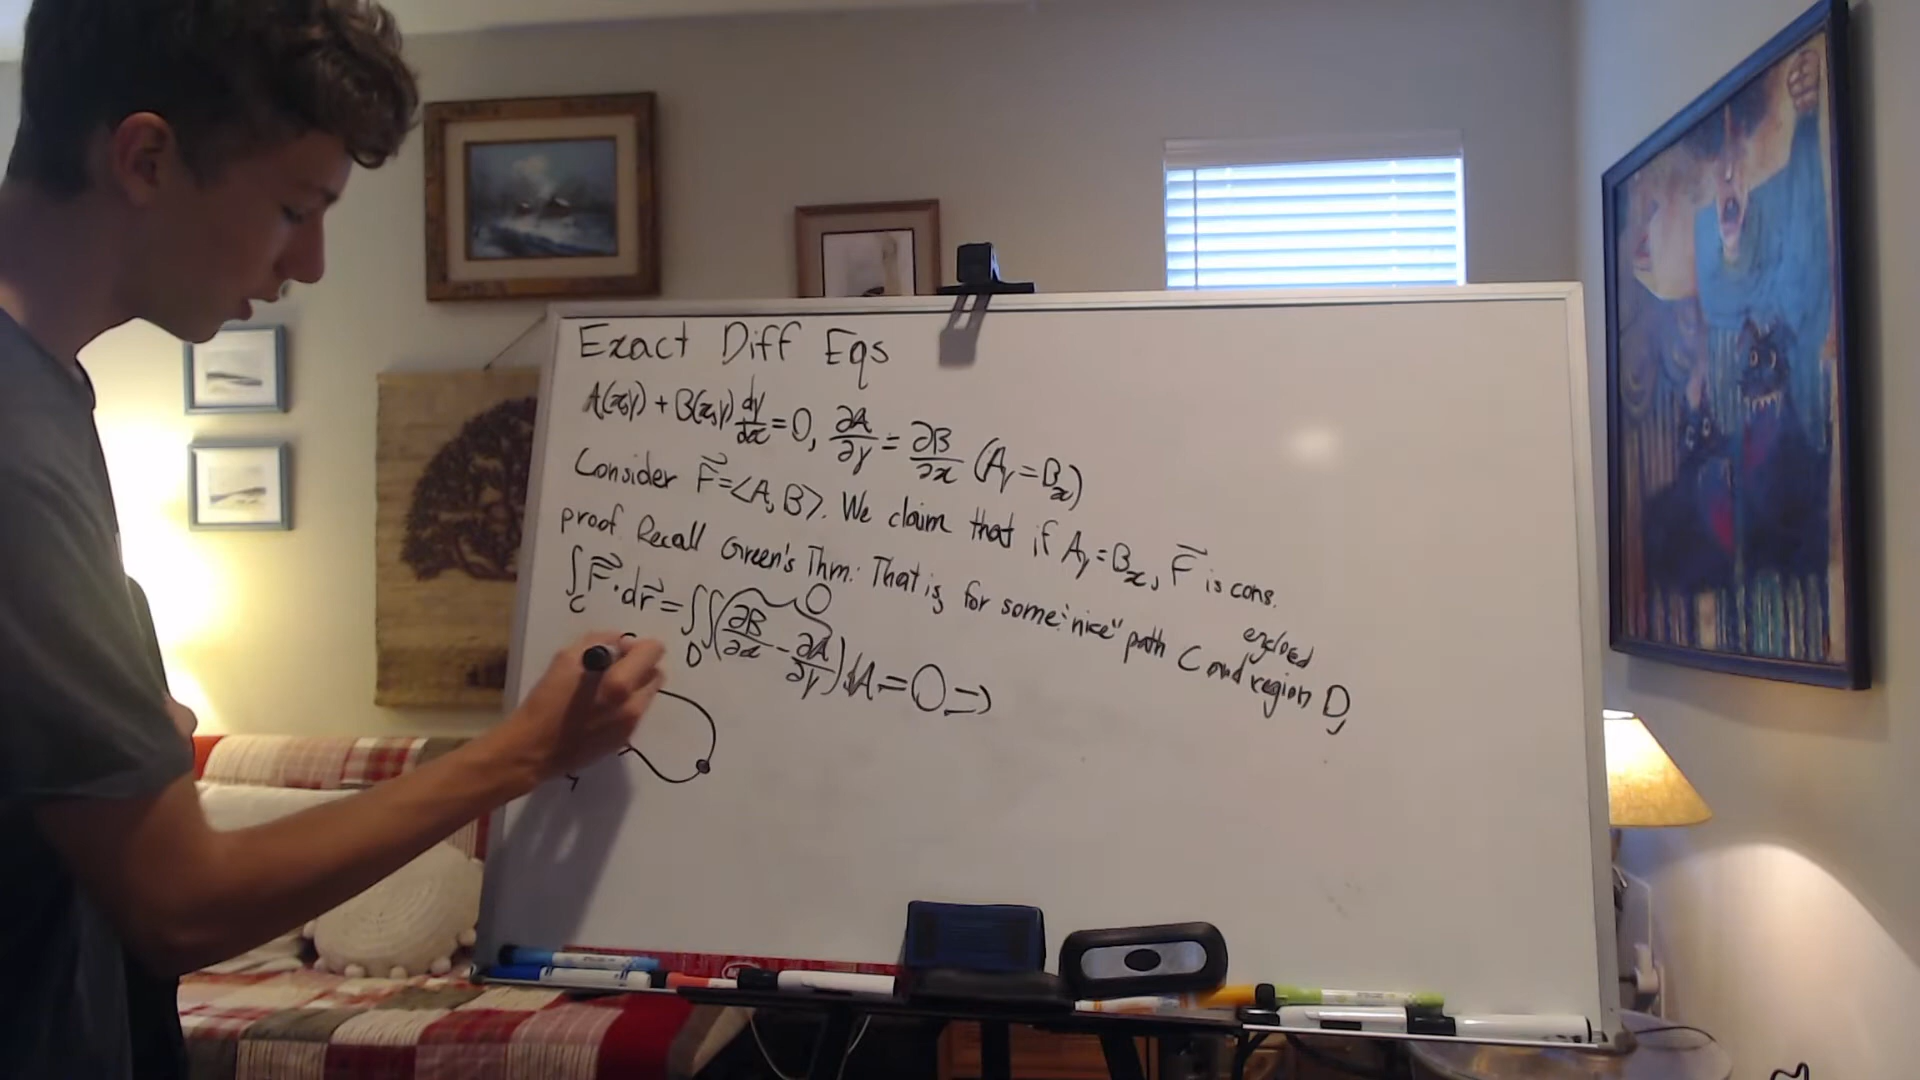 Exact Diff Eqs
A(x,y) + B(x,y) dy/dx = 0, ∂A/∂y = ∂B/∂x (A_y = B_x)
Consider F⃗ = <A, B>. We claim that if A_y = B_x, F⃗ is cons.
proof Recall Green's Thm: That is, for some "nice" path C and enclosed region D,
∫_C F⃗ · dr⃗ = ∬_D (∂B/∂x - ∂A/∂y) dA = 0 ⇒
0